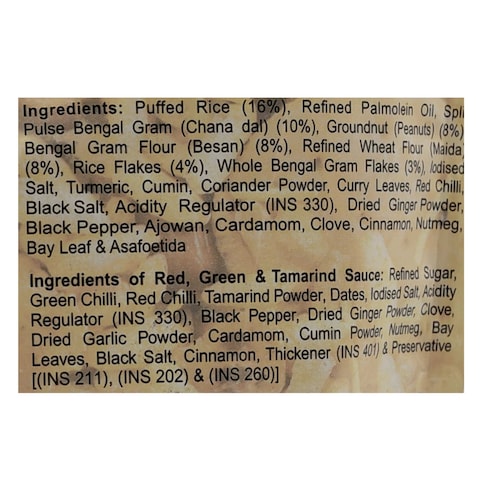 Ingredients: Puffed Rice (16%), Refined Palmolein Oil, Spli
Pulse Bengal Gram (Chana dal) (10%), Groundnut (Peanuts) (8%)
Bengal Gram Flour (Besan) (8%), Refined Wheat Flour (Maida)
(8%), Rice Flakes (4%), Whole Bengal Gram Flakes (3%), Iodised
Salt, Turmeric, Cumin, Coriander Powder, Curry Leaves, Red Chilli,
Black Salt, Acidity Regulator (INS 330), Dried Ginger Powder,
Black Pepper, Ajowan, Cardamom, Clove, Cinnamon, Nutmeg,
Bay Leaf & Asafoetida
Ingredients of Red, Green & Tamarind Sauce: Refined Sugar,
Green Chilli, Red Chilli, Tamarind Powder, Dates, Iodised Salt, Acidity
Regulator (INS 330), Black Pepper, Dried Ginger Powder, Clove,
Dried Garlic Powder, Cardamom, Cumin Powder, Nutmeg, Bay
Leaves, Black Salt, Cinnamon, Thickener (INS 401) & Preservative
[(INS 211), (INS 202) & (INS 260)]